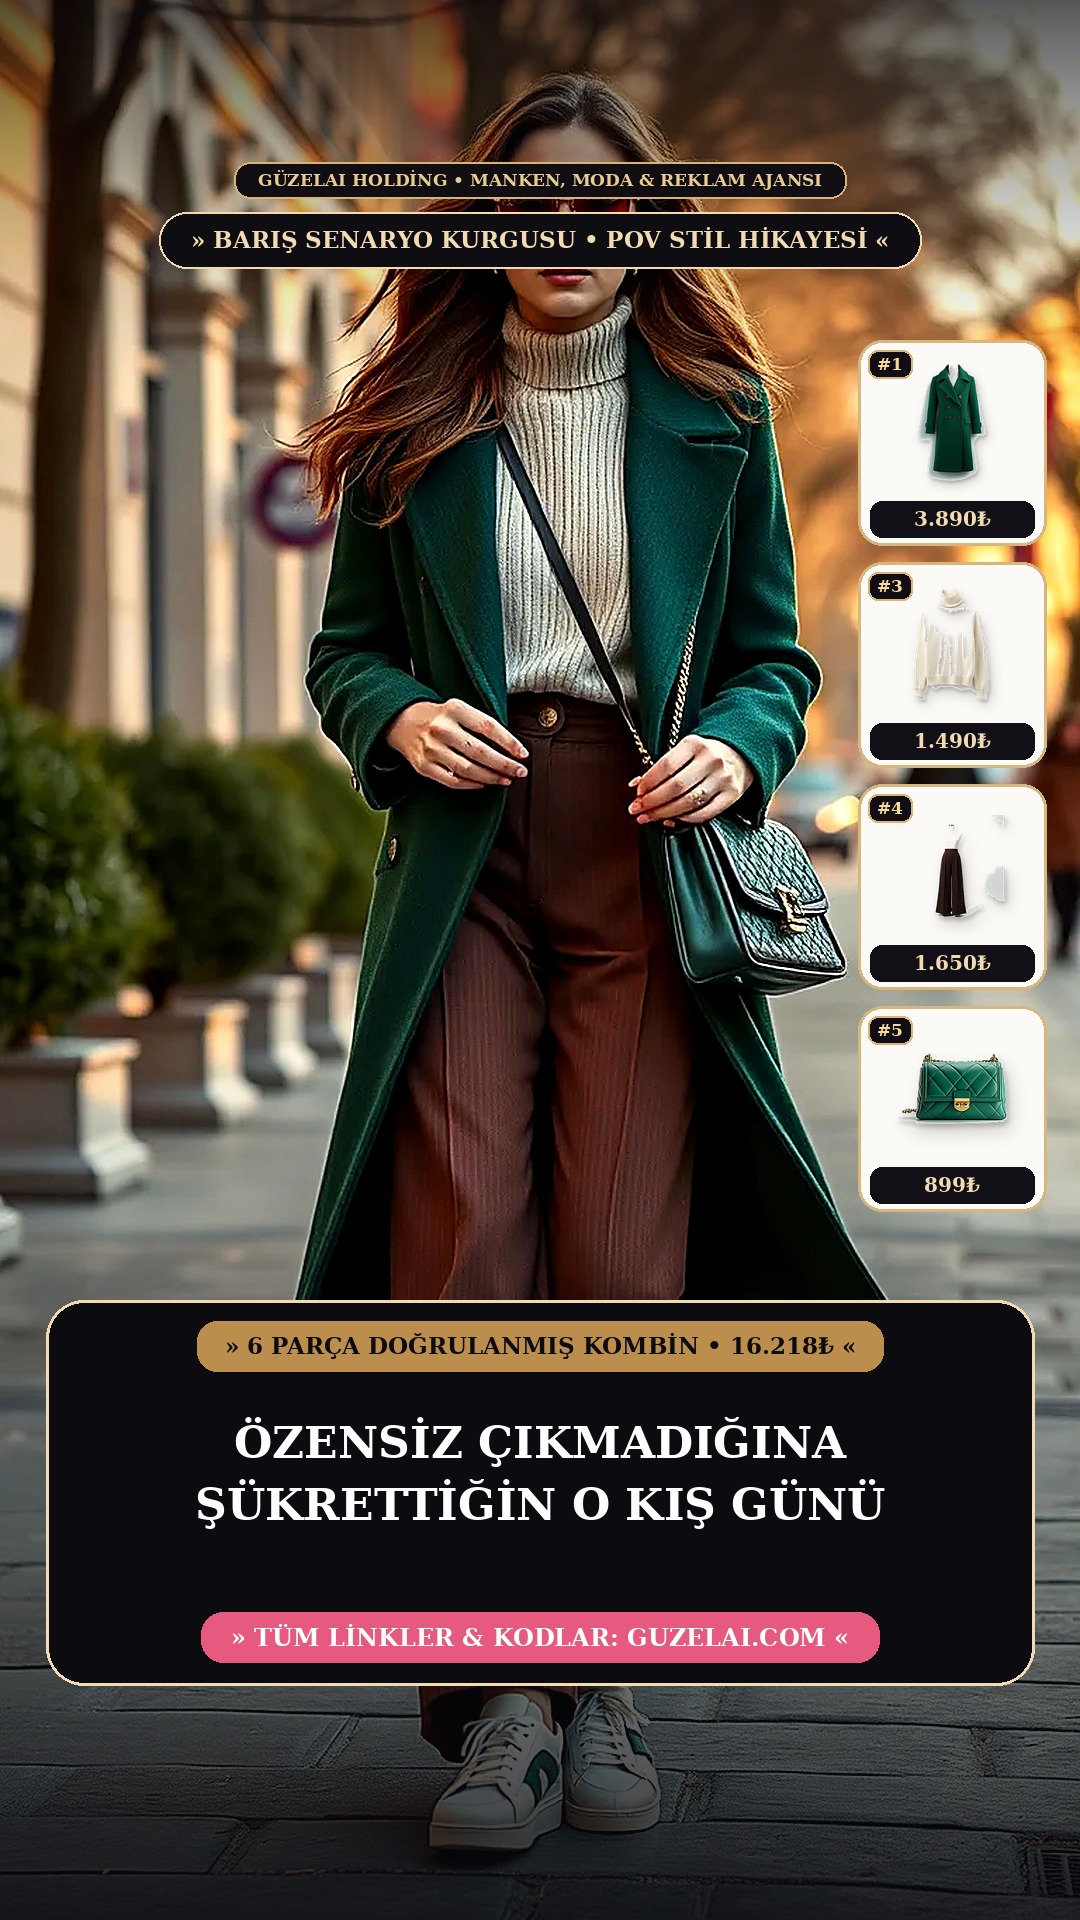 GÜZELAI HOLDİNG • MANKEN, MODA & REKLAM AJANSI
» BARIŞ SENARYO KURGUSU • POV STİL HİKAYESİ «
#1
3.890₺
#3
1.490₺
#4
1.650₺
#5
899₺
» 6 PARÇA DOĞRULANMIŞ KOMBİN • 16.218₺ «
ÖZENSİZ ÇIKMADIĞINA
ŞÜKRETTİĞİN O KIŞ GÜNÜ
» TÜM LİNKLER & KODLAR: GUZELAI.COM «